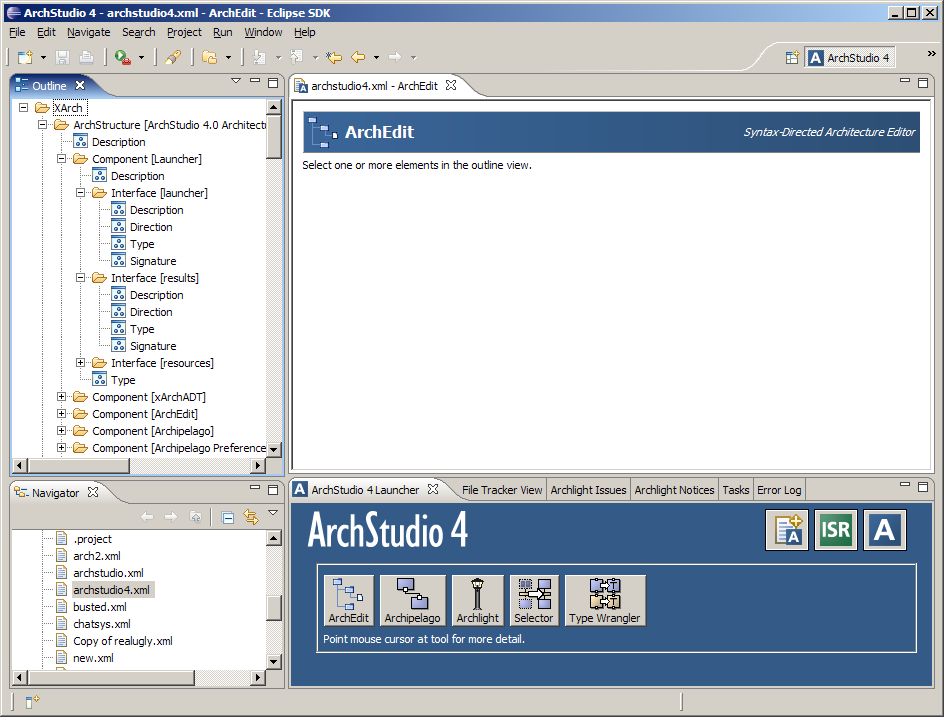 ArchStudio 4 - archstudio4.xml - ArchEdit - Eclipse SDK
File Edit Navigate Search Project Run Window Help
A ArchStudio 4 »
Outline
XArch
ArchStructure [ArchStudio 4.0 Architect
Description
Component [Launcher]
Description
Interface [launcher]
Description
Direction
Type
Signature
Interface [results]
Description
Direction
Type
Signature
Interface [resources]
Type
Component [xArchADT]
Component [ArchEdit]
Component [Archipelago]
Component [Archipelago Preference
archstudio4.xml - ArchEdit
ArchEdit
Syntax-Directed Architecture Editor
Select one or more elements in the outline view.
Navigator
.project
arch2.xml
archstudio.xml
archstudio4.xml
busted.xml
chatsys.xml
Copy of realugly.xml
new.xml
A ArchStudio 4 Launcher File Tracker View Archlight Issues Archlight Notices Tasks Error Log
ArchStudio 4
A ISR A
ArchEdit Archipelago Archlight Selector Type Wrangler
Point mouse cursor at tool for more detail.